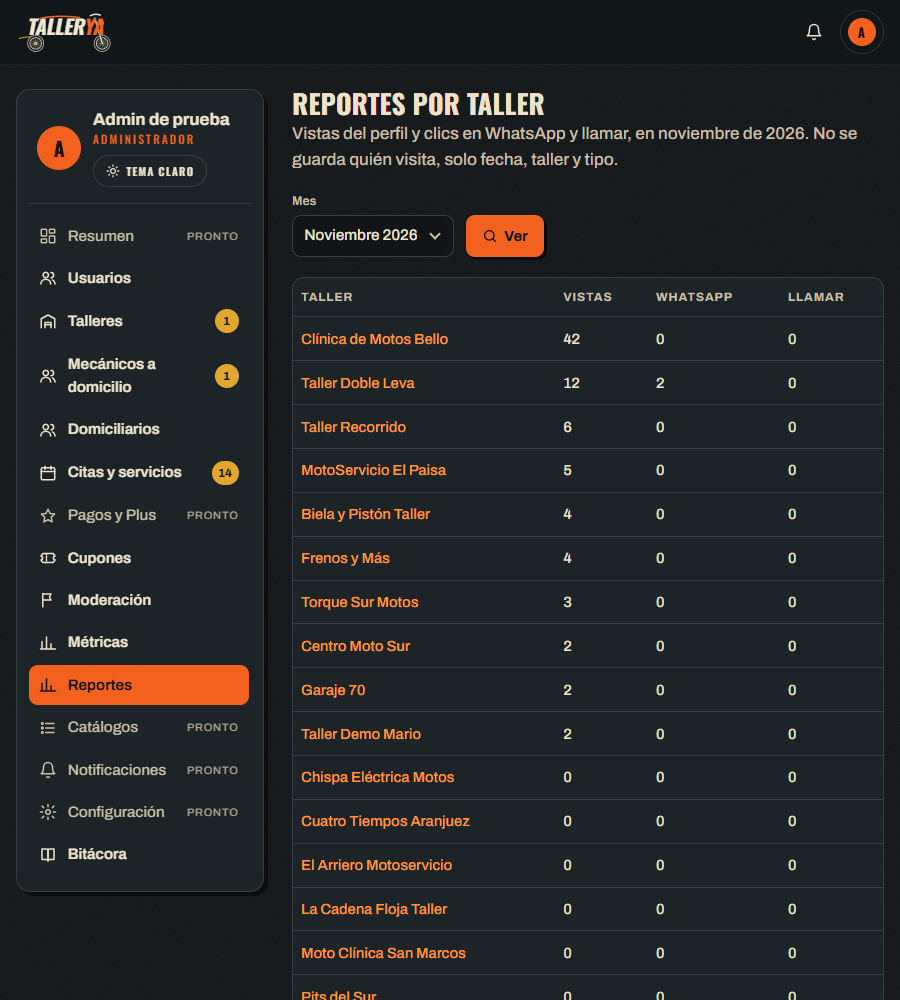 TALLERYA
A
Admin de prueba
ADMINISTRADOR
A
TEMA CLARO
Resumen PRONTO
Usuarios
Talleres 1
Mecánicos a
domicilio 1
Domiciliarios
Citas y servicios 14
Pagos y Plus PRONTO
Cupones
Moderación
Métricas
Reportes
Catálogos PRONTO
Notificaciones PRONTO
Configuración PRONTO
Bitácora
REPORTES POR TALLER
Vistas del perfil y clics en WhatsApp y llamar, en noviembre de 2026. No se
guarda quién visita, solo fecha, taller y tipo.
Mes
Noviembre 2026 Ver
TALLER VISTAS WHATSAPP LLAMAR
Clínica de Motos Bello 42 0 0
Taller Doble Leva 12 2 0
Taller Recorrido 6 0 0
MotoServicio El Paisa 5 0 0
Biela y Pistón Taller 4 0 0
Frenos y Más 4 0 0
Torque Sur Motos 3 0 0
Centro Moto Sur 2 0 0
Garaje 70 2 0 0
Taller Demo Mario 2 0 0
Chispa Eléctrica Motos 0 0 0
Cuatro Tiempos Aranjuez 0 0 0
El Arriero Motoservicio 0 0 0
La Cadena Floja Taller 0 0 0
Moto Clínica San Marcos 0 0 0
Pits del Sur 0 0 0